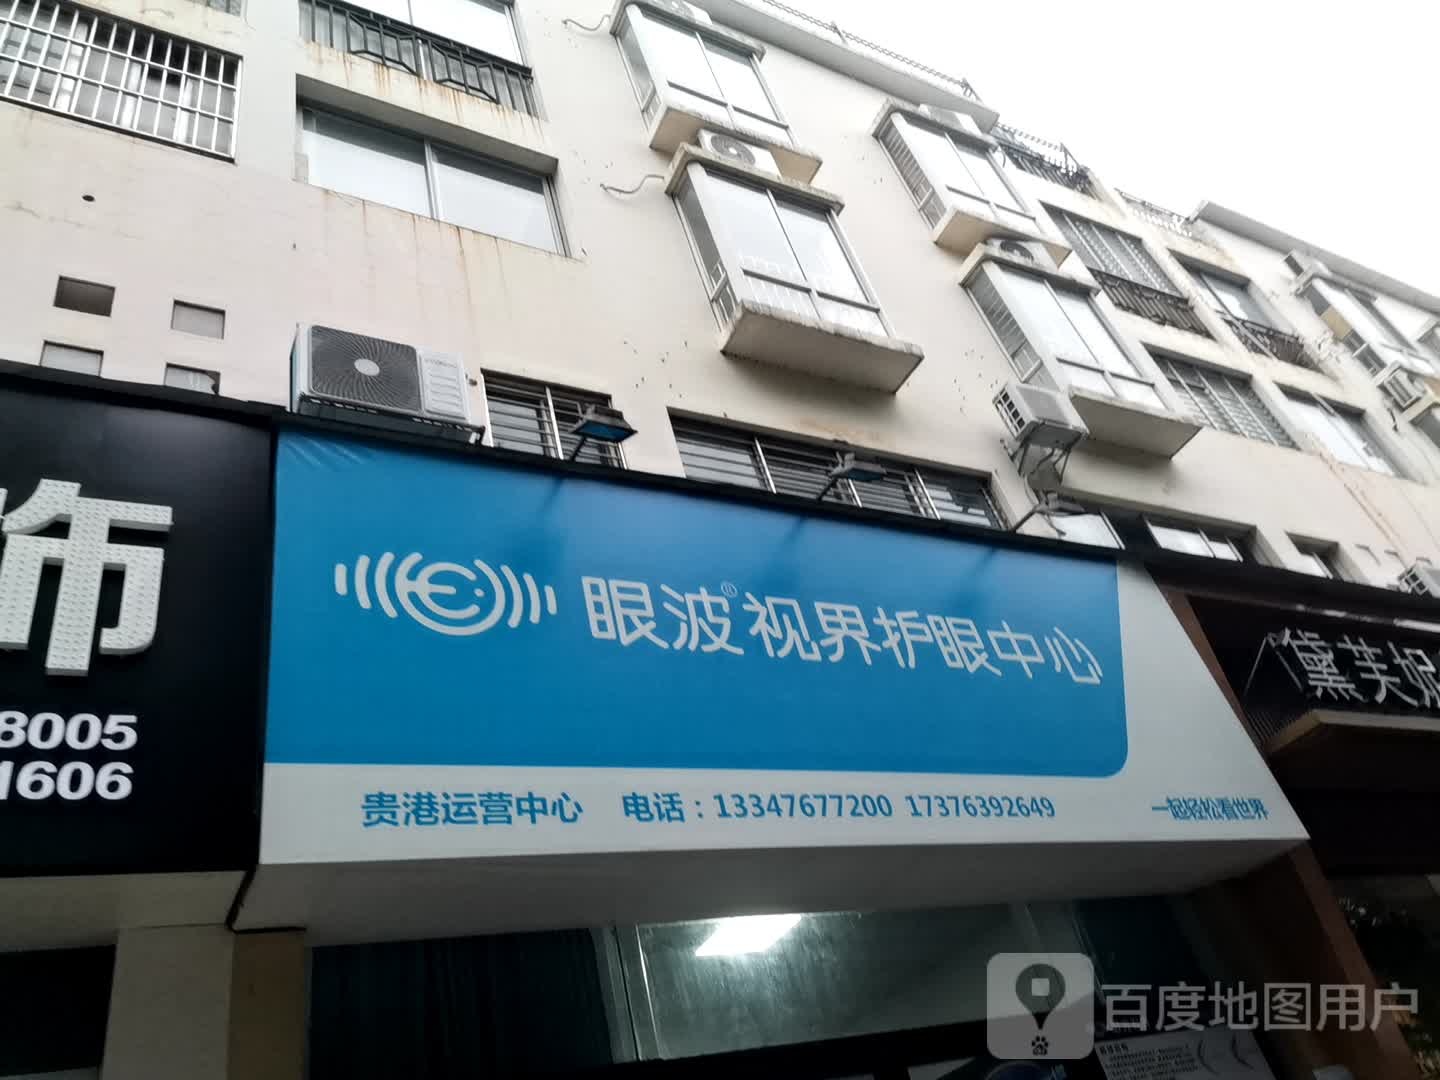 饰
8005
1606
眼波®视界护眼中心
贵港运营中心 电话：13347677200 17376392649
一起轻松看世界
黛芙妮
百度地图用户